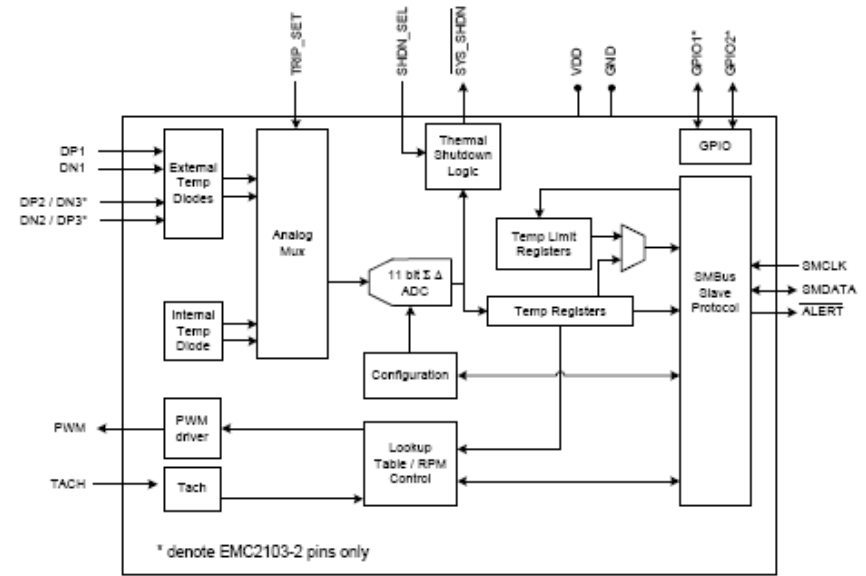 TRIP_SET
SHDN_SEL
SYS_SHDN
VDD
GND
GPIO1*
GPIO2*
DP1
DN1
DP2 / DN3*
DN2 / DP3*
External
Temp
Diodes
Analog
Mux
Thermal
Shutdown
Logic
GPIO
Temp Limit
Registers
11 bit Σ Δ
ADC
SMBus
Slave
Protocol
SMCLK
SMDATA
ALERT
Internal
Temp
Diode
Temp Registers
Configuration
PWM
PWM
driver
Lookup
Table / RPM
Control
TACH
Tach
* denote EMC2103-2 pins only